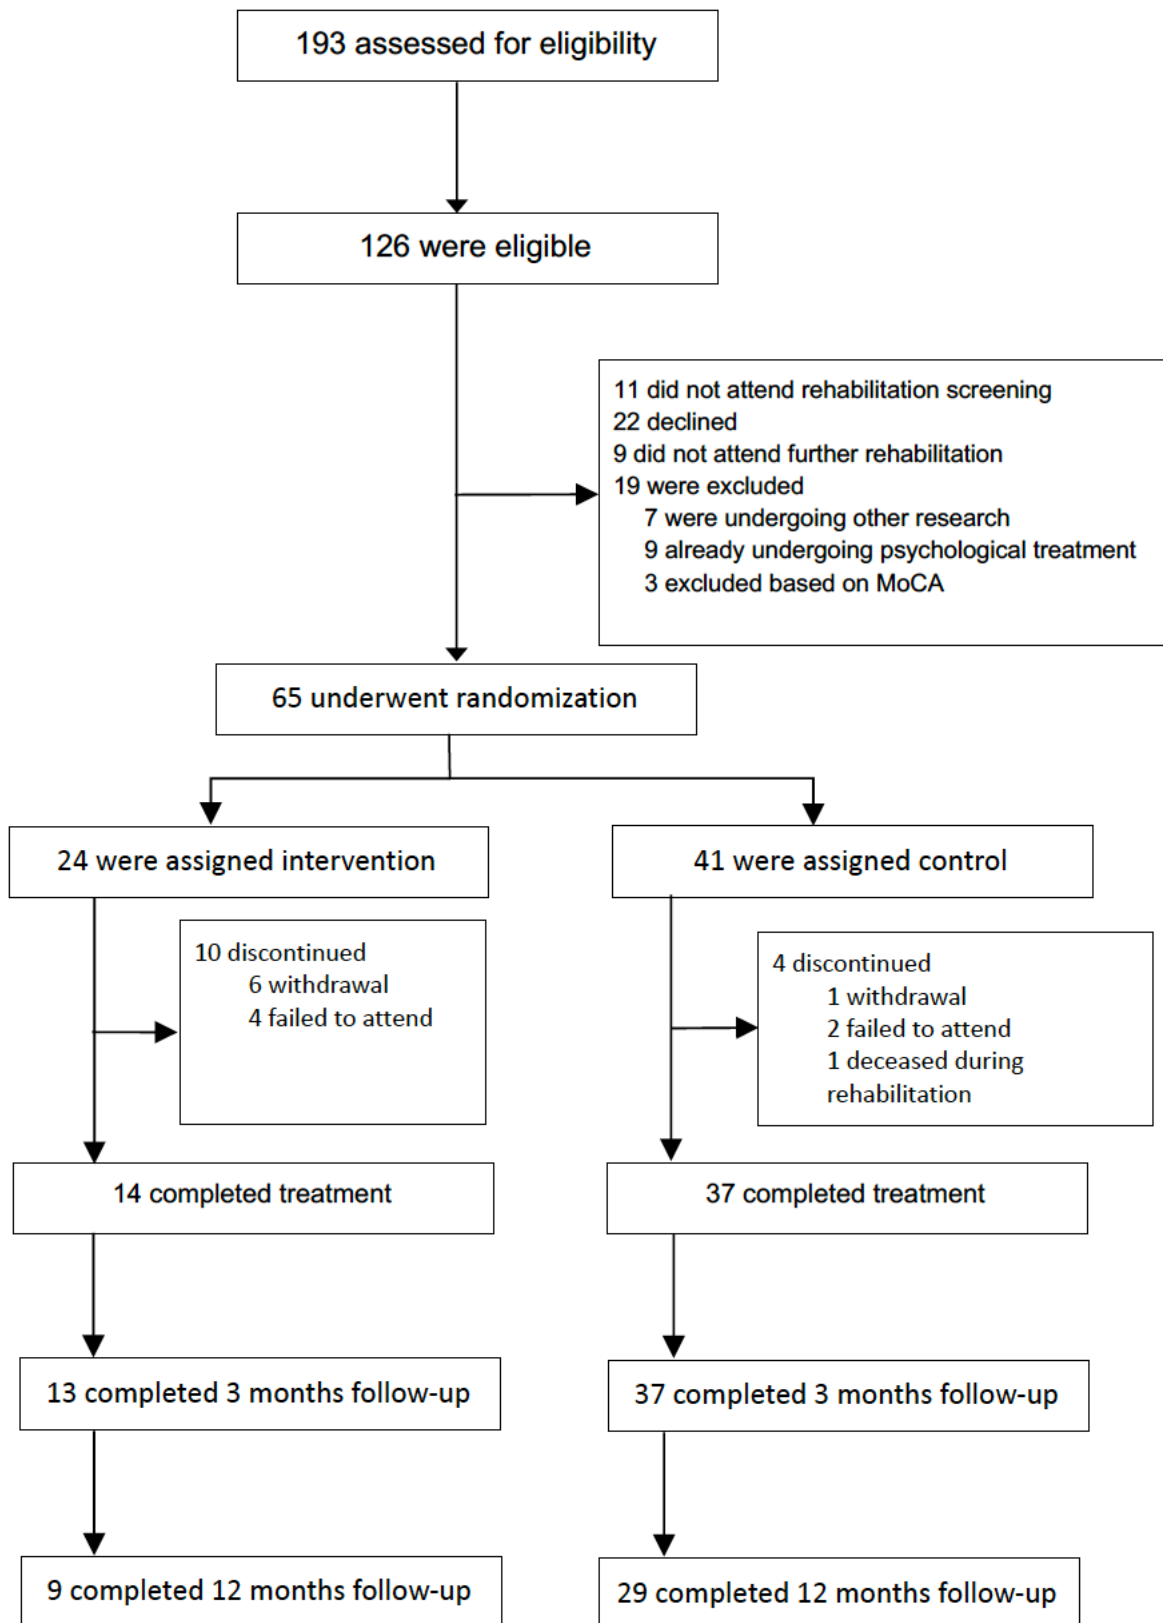 193 assessed for eligibility
126 were eligible
11 did not attend rehabilitation screening
22 declined
9 did not attend further rehabilitation
19 were excluded
7 were undergoing other research
9 already undergoing psychological treatment
3 excluded based on MoCA
65 underwent randomization
24 were assigned intervention
41 were assigned control
10 discontinued
6 withdrawal
4 failed to attend
4 discontinued
1 withdrawal
2 failed to attend
1 deceased during
rehabilitation
14 completed treatment
37 completed treatment
13 completed 3 months follow-up
37 completed 3 months follow-up
9 completed 12 months follow-up
29 completed 12 months follow-up